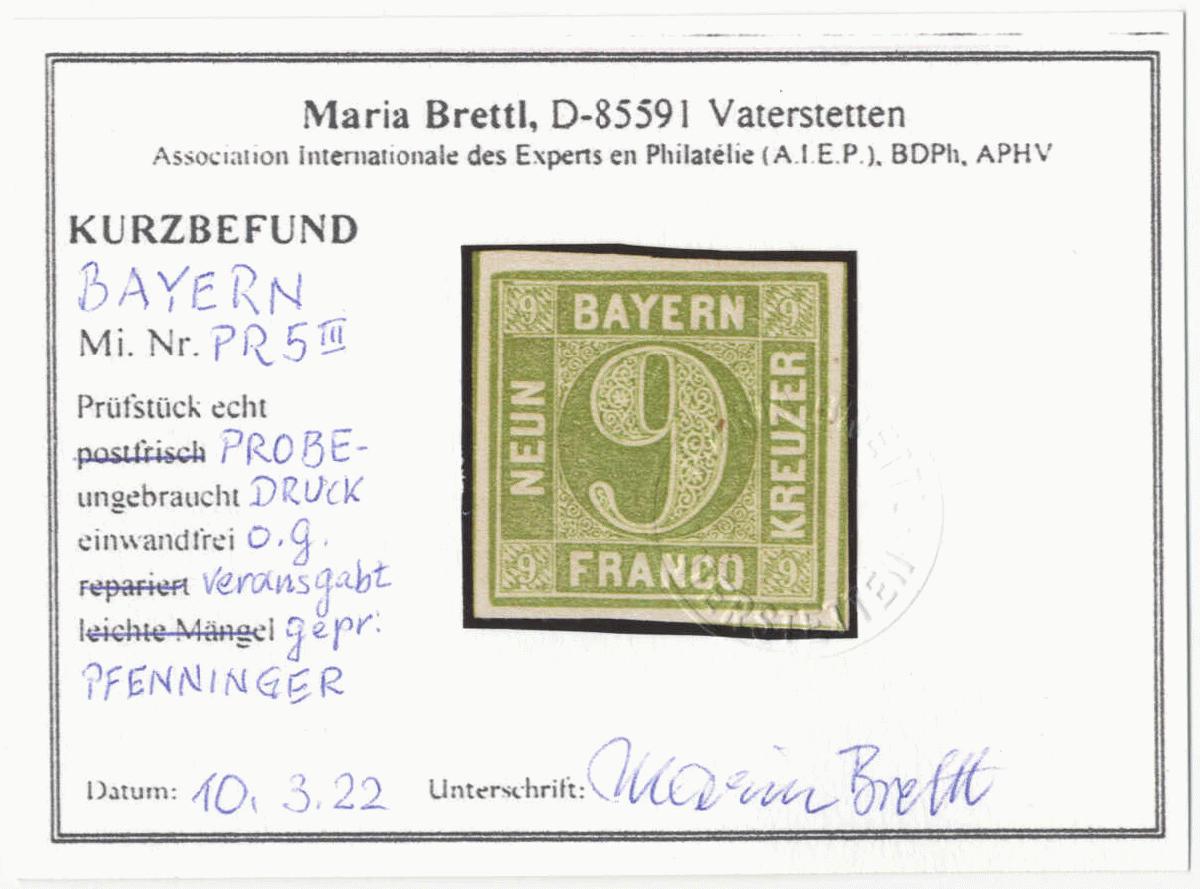 Maria Brettl, D-85591 Vaterstetten
Association Internationale des Experts en Philatélie (A.I.E.P.), BDPh, APHV
KURZBEFUND
BAYERN
Mi. Nr. PR 5 III
Prüfstück echt
postfrisch PROBE-
ungebraucht DRUCK
einwandfrei o.g.
repariert verausgabt
leichte Mängel gepr:
PFENNINGER
9 BAYERN 9
NEUN
9
KREUZER
9 FRANCO 9
Datum: 10. 3.22 Unterschrift: Maria Brettl